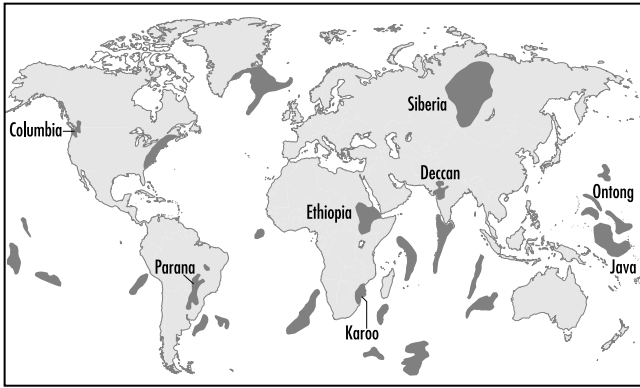 Siberia
Columbia
Deccan
Ontong
Ethiopia
Parana
Java
Karoo